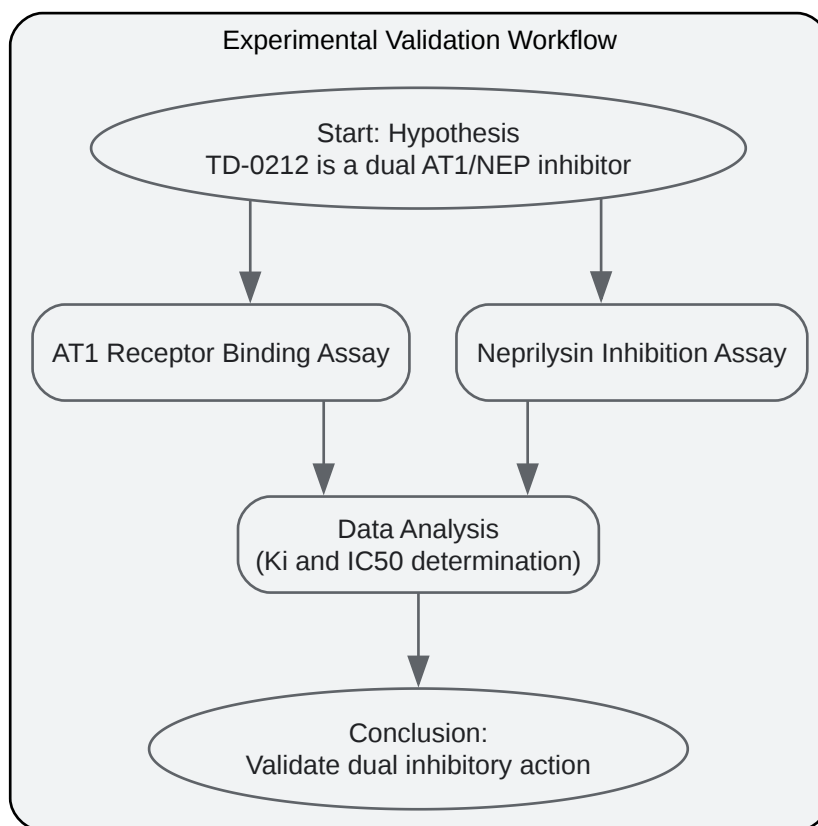 Experimental Validation Workflow
Start: Hypothesis
TD-0212 is a dual AT1/NEP inhibitor
AT1 Receptor Binding Assay
Neprilysin Inhibition Assay
Data Analysis
(Ki and IC50 determination)
Conclusion:
Validate dual inhibitory action